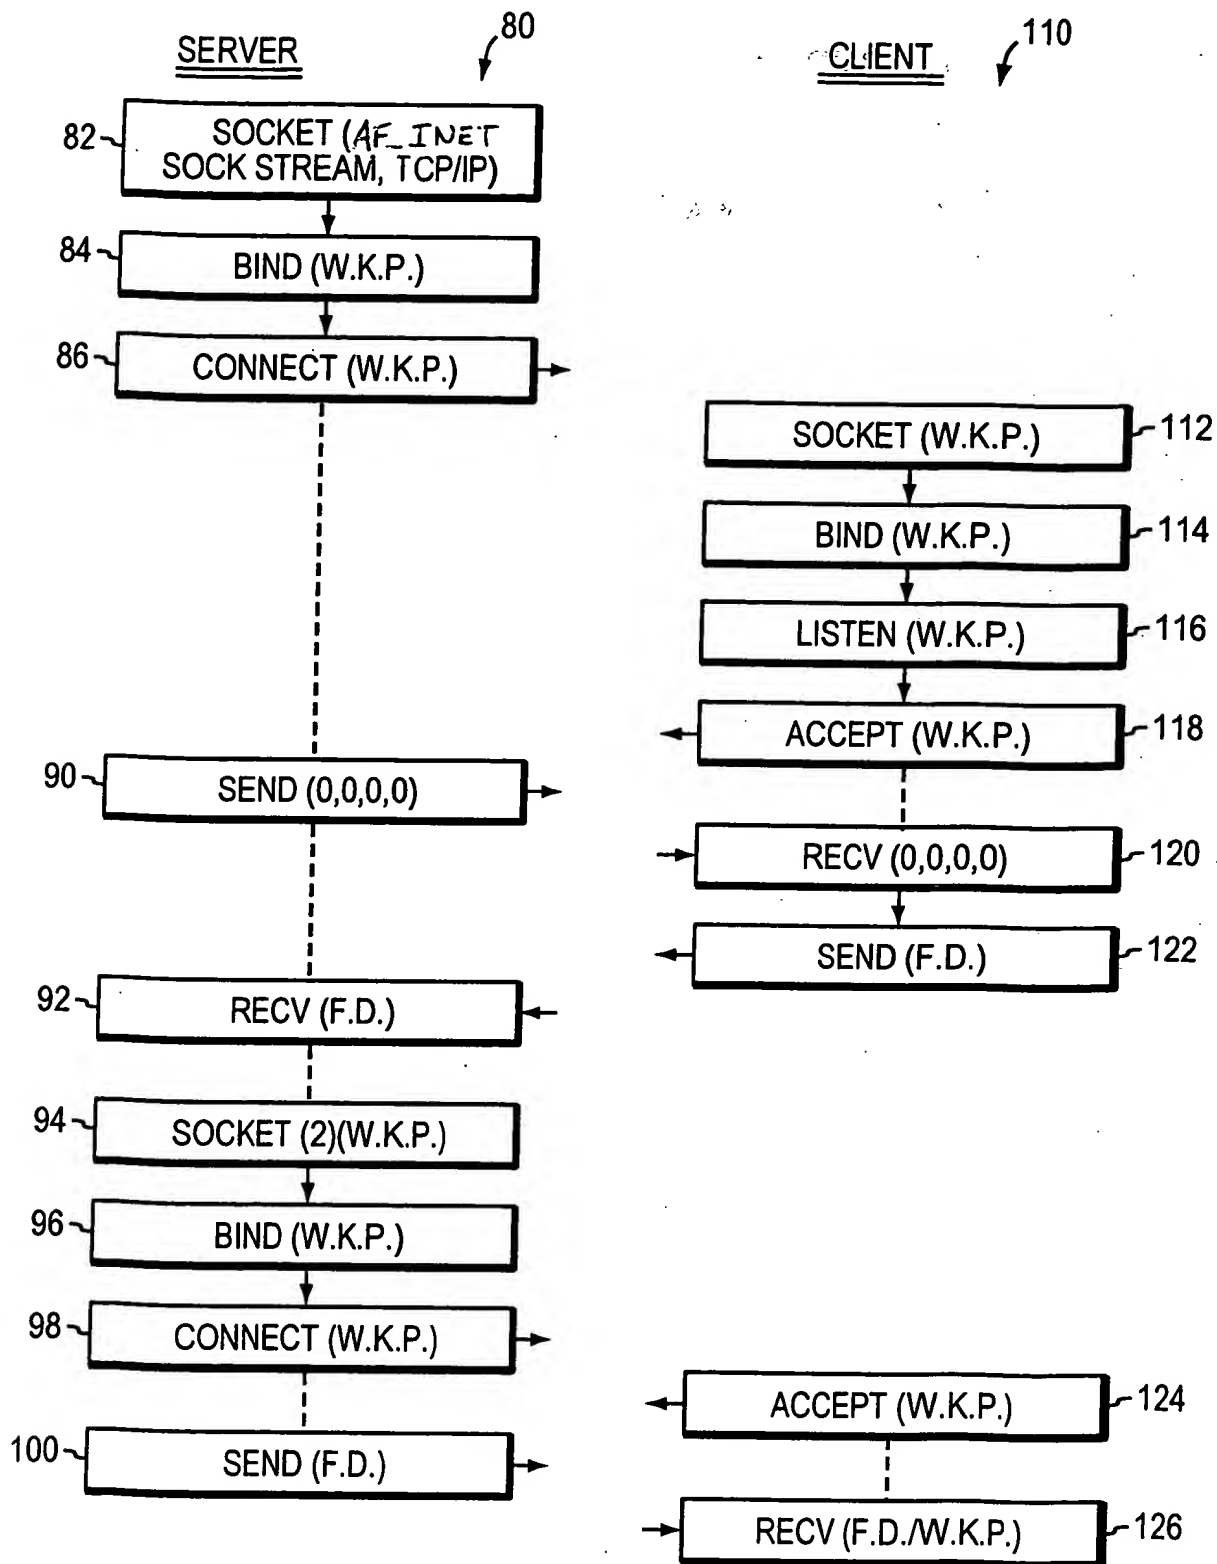 SERVER
80
82
SOCKET (AF_INET
SOCK STREAM, TCP/IP)
84
BIND (W.K.P.)
86
CONNECT (W.K.P.)
90
SEND (0,0,0,0)
92
RECV (F.D.)
94
SOCKET (2)(W.K.P.)
96
BIND (W.K.P.)
98
CONNECT (W.K.P.)
100
SEND (F.D.)
CLIENT
110
SOCKET (W.K.P.)
112
BIND (W.K.P.)
114
LISTEN (W.K.P.)
116
ACCEPT (W.K.P.)
118
RECV (0,0,0,0)
120
SEND (F.D.)
122
ACCEPT (W.K.P.)
124
RECV (F.D./W.K.P.)
126